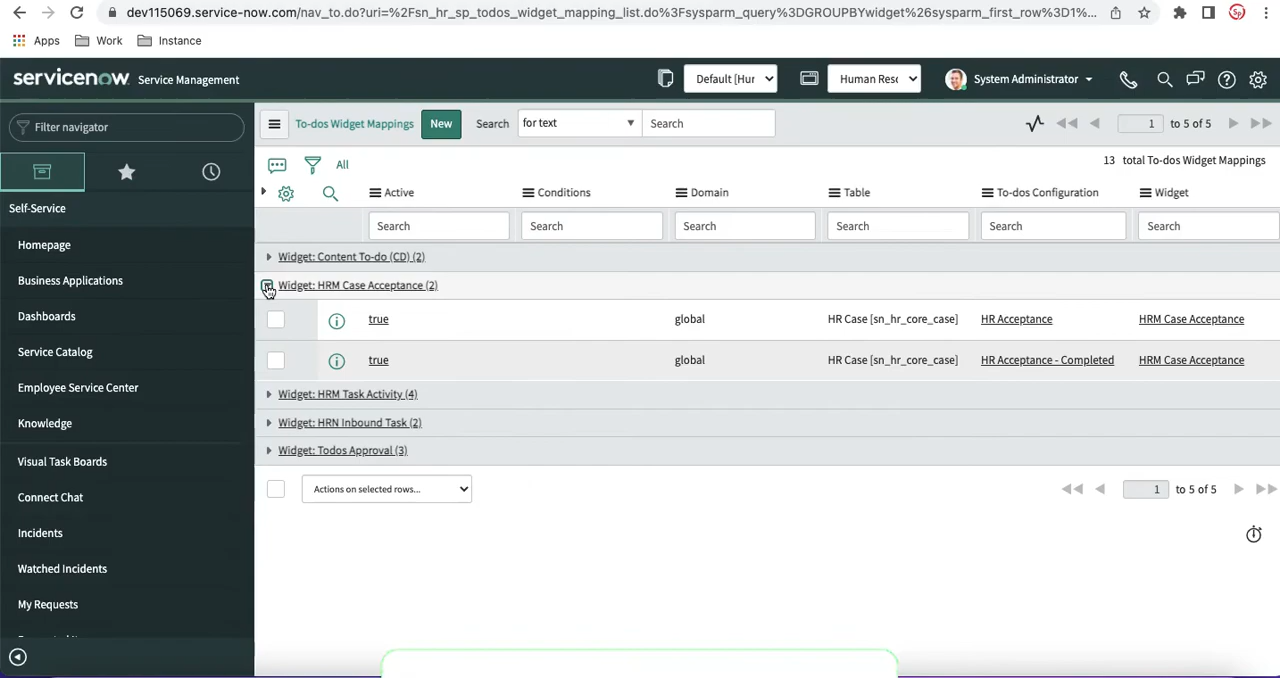 dev115069.service-now.com/nav_to.do?uri=%2Fsn_hr_sp_todos_widget_mapping_list.do%3Fsysparm_query%3DGROUPBYwidget%26sysparm_first_row%3D1%...
Apps Work Instance
servicenow Service Management Default [Hur Human Resc System Administrator
Filter navigator
To-dos Widget Mappings New Search for text Search 1 to 5 of 5
All 13 total To-dos Widget Mappings
Active Conditions Domain Table To-dos Configuration Widget
Search Search Search Search Search Search
Widget: Content To-do (CD) (2)
Widget: HRM Case Acceptance (2)
true global HR Case [sn_hr_core_case] HR Acceptance HRM Case Acceptance
true global HR Case [sn_hr_core_case] HR Acceptance - Completed HRM Case Acceptance
Widget: HRM Task Activity (4)
Widget: HRN Inbound Task (2)
Widget: Todos Approval (3)
Actions on selected rows... 1 to 5 of 5
Self-Service
Homepage
Business Applications
Dashboards
Service Catalog
Employee Service Center
Knowledge
Visual Task Boards
Connect Chat
Incidents
Watched Incidents
My Requests